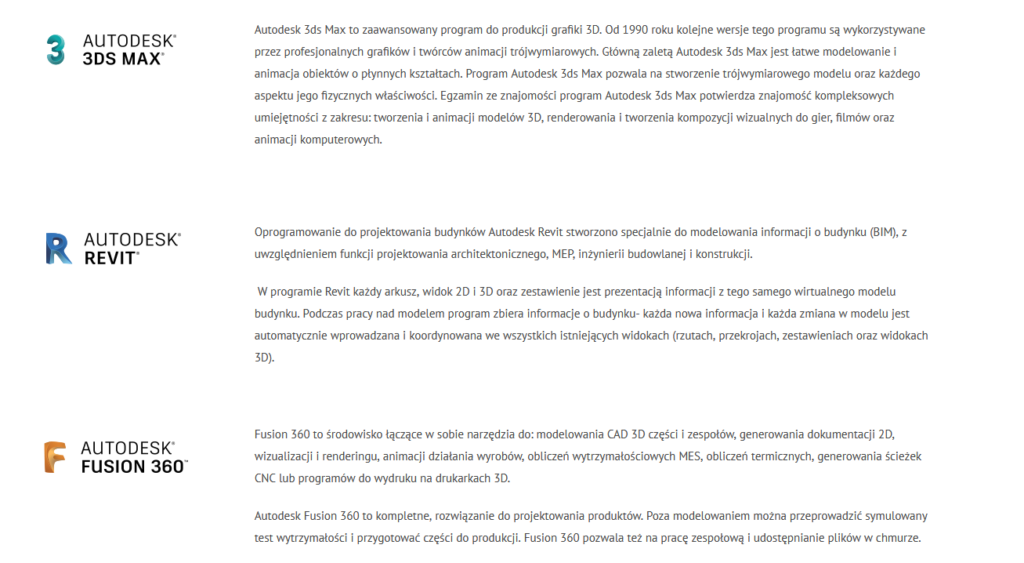 AUTODESK®
3DS MAX®
Autodesk 3ds Max to zaawansowany program do produkcji grafiki 3D. Od 1990 roku kolejne wersje tego programu są wykorzystywane
przez profesjonalnych grafików i twórców animacji trójwymiarowych. Główną zaletą Autodesk 3ds Max jest łatwe modelowanie i
animacja obiektów o płynnych kształtach. Program Autodesk 3ds Max pozwala na stworzenie trójwymiarowego modelu oraz każdego
aspektu jego fizycznych właściwości. Egzamin ze znajomości program Autodesk 3ds Max potwierdza znajomość kompleksowych
umiejętności z zakresu: tworzenia i animacji modelów 3D, renderowania i tworzenia kompozycji wizualnych do gier, filmów oraz
animacji komputerowych.
AUTODESK®
REVIT®
Oprogramowanie do projektowania budynków Autodesk Revit stworzono specjalnie do modelowania informacji o budynku (BIM), z
uwzględnieniem funkcji projektowania architektonicznego, MEP, inżynierii budowlanej i konstrukcji.
W programie Revit każdy arkusz, widok 2D i 3D oraz zestawienie jest prezentacją informacji z tego samego wirtualnego modelu
budynku. Podczas pracy nad modelem program zbiera informacje o budynku- każda nowa informacja i każda zmiana w modelu jest
automatycznie wprowadzana i koordynowana we wszystkich istniejących widokach (rzutach, przekrojach, zestawieniach oraz widokach
3D).
AUTODESK®
FUSION 360™
Fusion 360 to środowisko łączące w sobie narzędzia do: modelowania CAD 3D części i zespołów, generowania dokumentacji 2D,
wizualizacji i renderingu, animacji działania wyrobów, obliczeń wytrzymałościowych MES, obliczeń termicznych, generowania ścieżek
CNC lub programów do wydruku na drukarkach 3D.
Autodesk Fusion 360 to kompletne, rozwiązanie do projektowania produktów. Poza modelowaniem można przeprowadzić symulowany
test wytrzymałości i przygotować części do produkcji. Fusion 360 pozwala też na pracę zespołową i udostępnianie plików w chmurze.